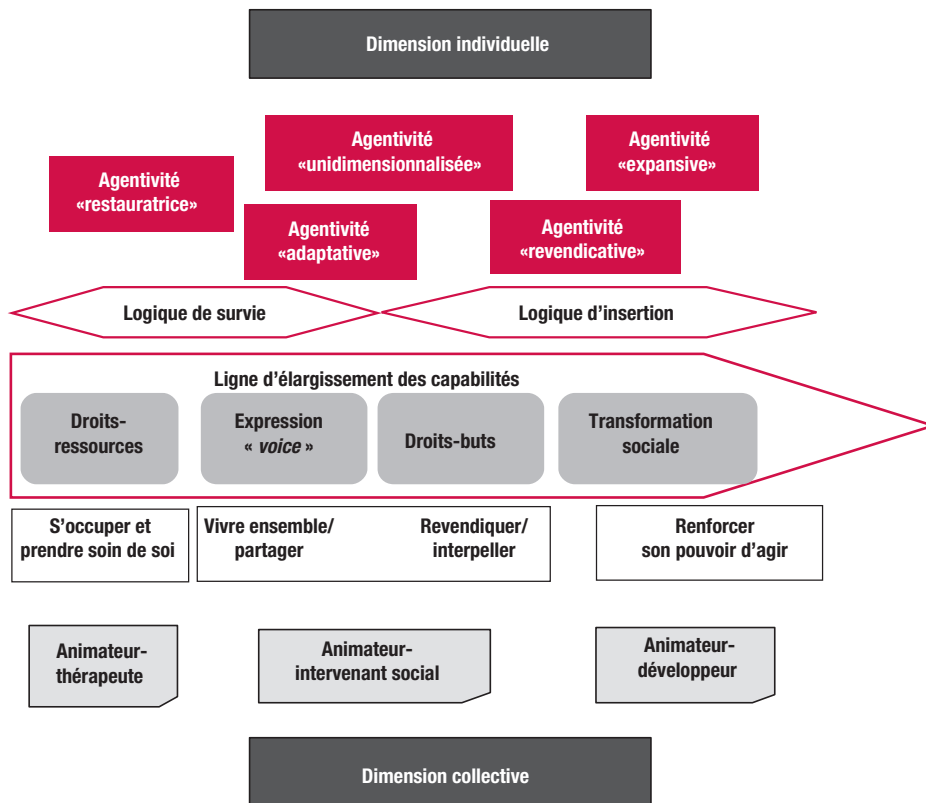 Dimension individuelle
Agentivité
«unidimensionnalisée»
Agentivité
«expansive»
Agentivité
«restauratrice»
Agentivité
«adaptative»
Agentivité
«revendicative»
Logique de survie
Logique d'insertion
Ligne d'élargissement des capabilités
Droits-
ressources
Expression
« voice »
Droits-buts
Transformation
sociale
S'occuper et
prendre soin de soi
Vivre ensemble/
partager
Revendiquer/
interpeller
Renforcer
son pouvoir d'agir
Animateur-
thérapeute
Animateur-
intervenant social
Animateur-
développeur
Dimension collective